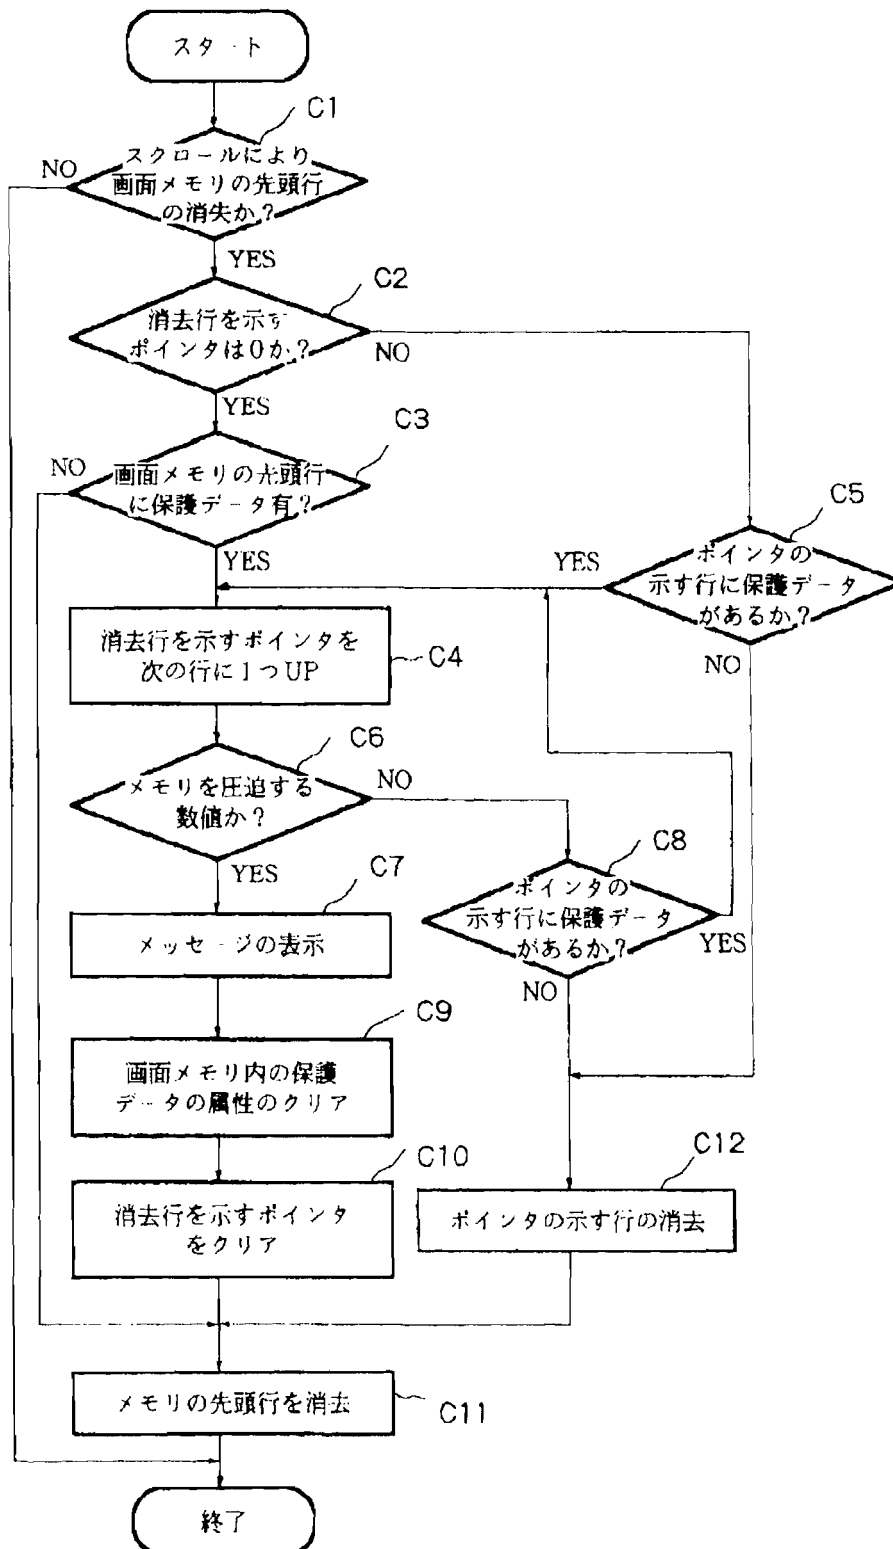 スタート
C1
スクロールにより
画面メモリの先頭行
の消失か?
NO
YES
C2
消去行を示す
ポインタは0か?
NO
YES
C3
NO
画面メモリの先頭行
に保護データ有?
YES
C5
ポインタの
示す行に保護データ
があるか?
YES
NO
消去行を示すポインタを
次の行に1つUP
C4
C6
メモリを圧迫する
数値か?
NO
YES
C8
ポインタの
示す行に保護データ
があるか?
YES
NO
C7
メッセージの表示
C9
画面メモリ内の保護
データの属性のクリア
C10
消去行を示すポインタ
をクリア
C12
ポインタの示す行の消去
メモリの先頭行を消去
C11
終了